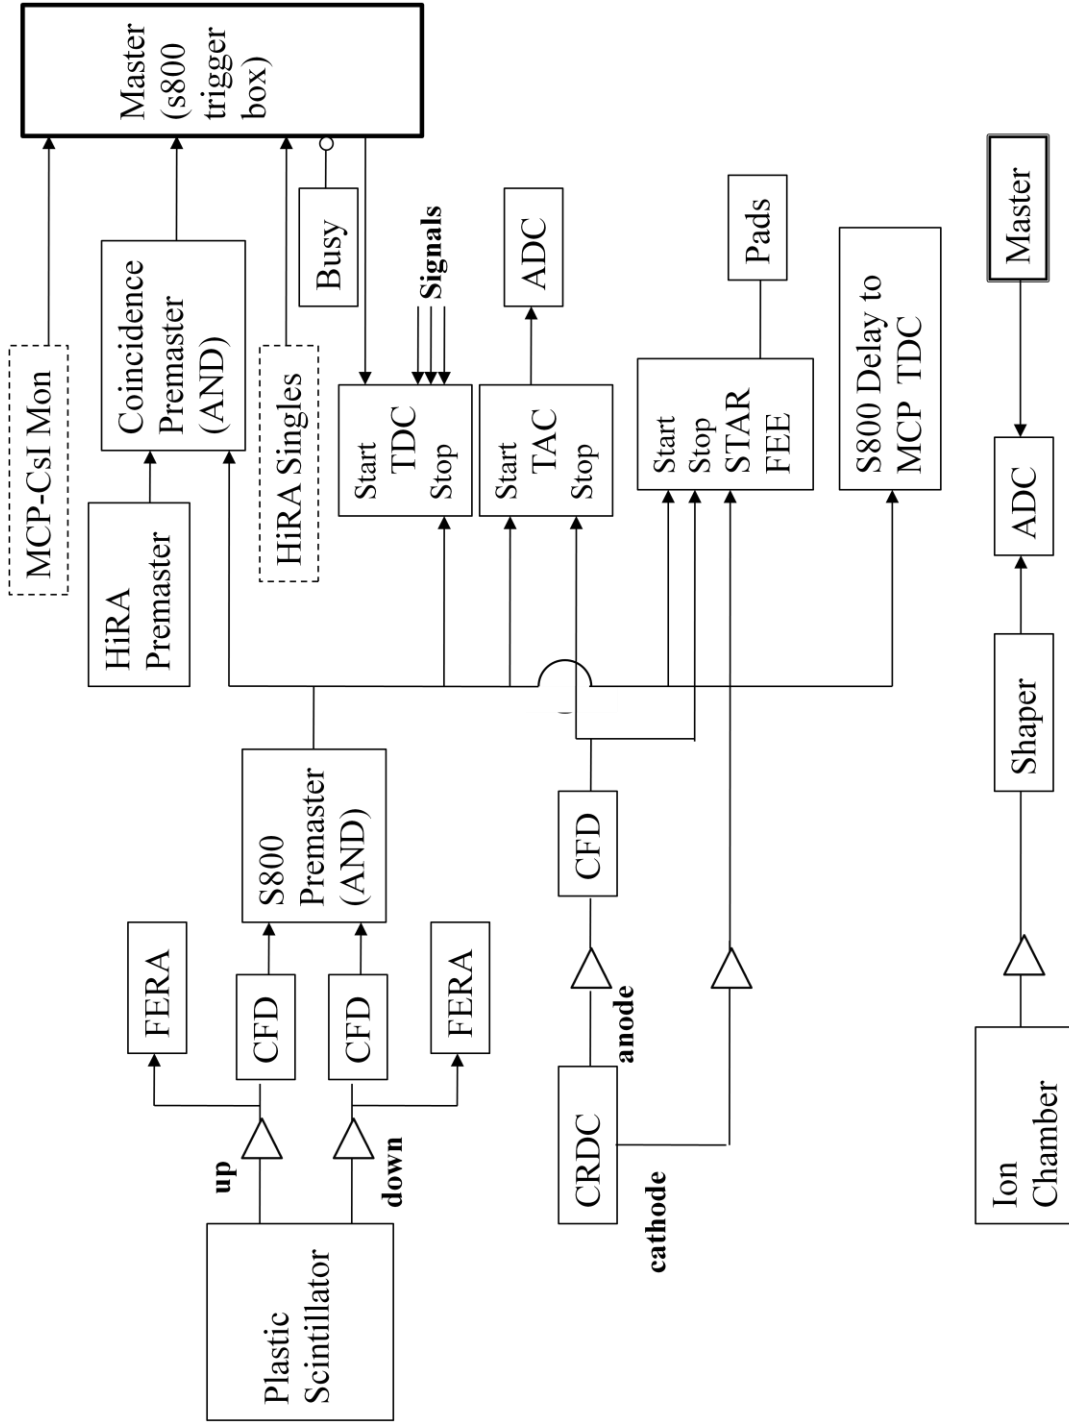 Master
(s800
trigger
box)
MCP-CsI Mon
Coincidence
Premaster
(AND)
HiRA
Premaster
HiRA Singles
Busy
Signals
Start
TDC
Stop
ADC
Start
TAC
Stop
Pads
Start
Stop
STAR
FEE
S800 Delay to
MCP TDC
Master
ADC
Shaper
S800
Premaster
(AND)
FERA
CFD
CFD
FERA
up
down
Plastic
Scintillator
CFD
anode
CRDC
cathode
Ion
Chamber